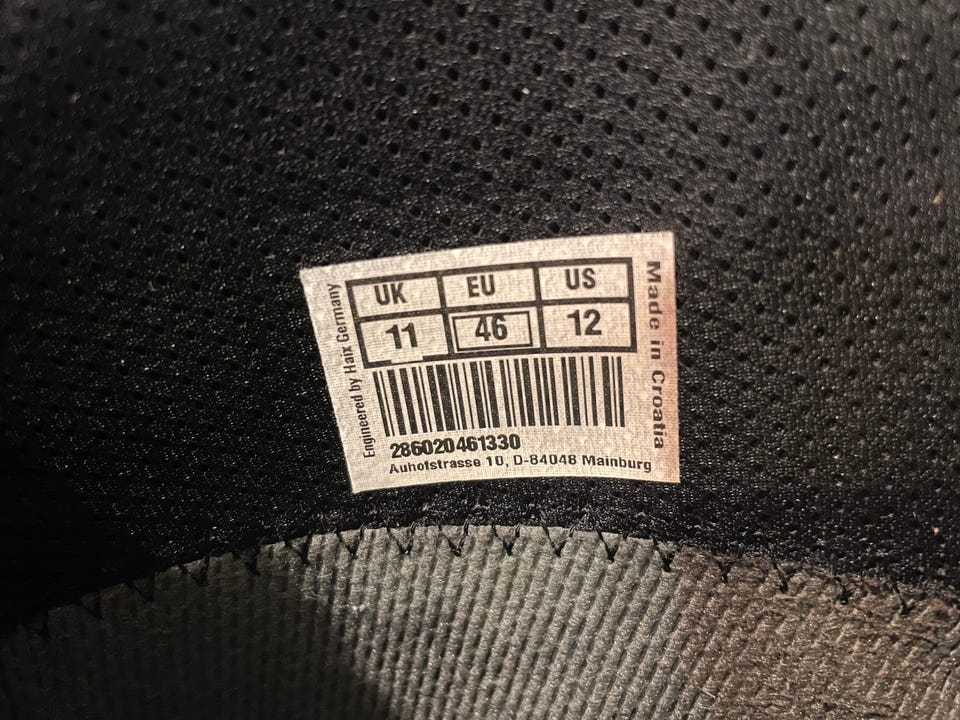 UK EU US
11 46 12
286020461330
Auhofstrasse 10, D-84048 Mainburg
Engineered by Haix Germany
Made in Croatia